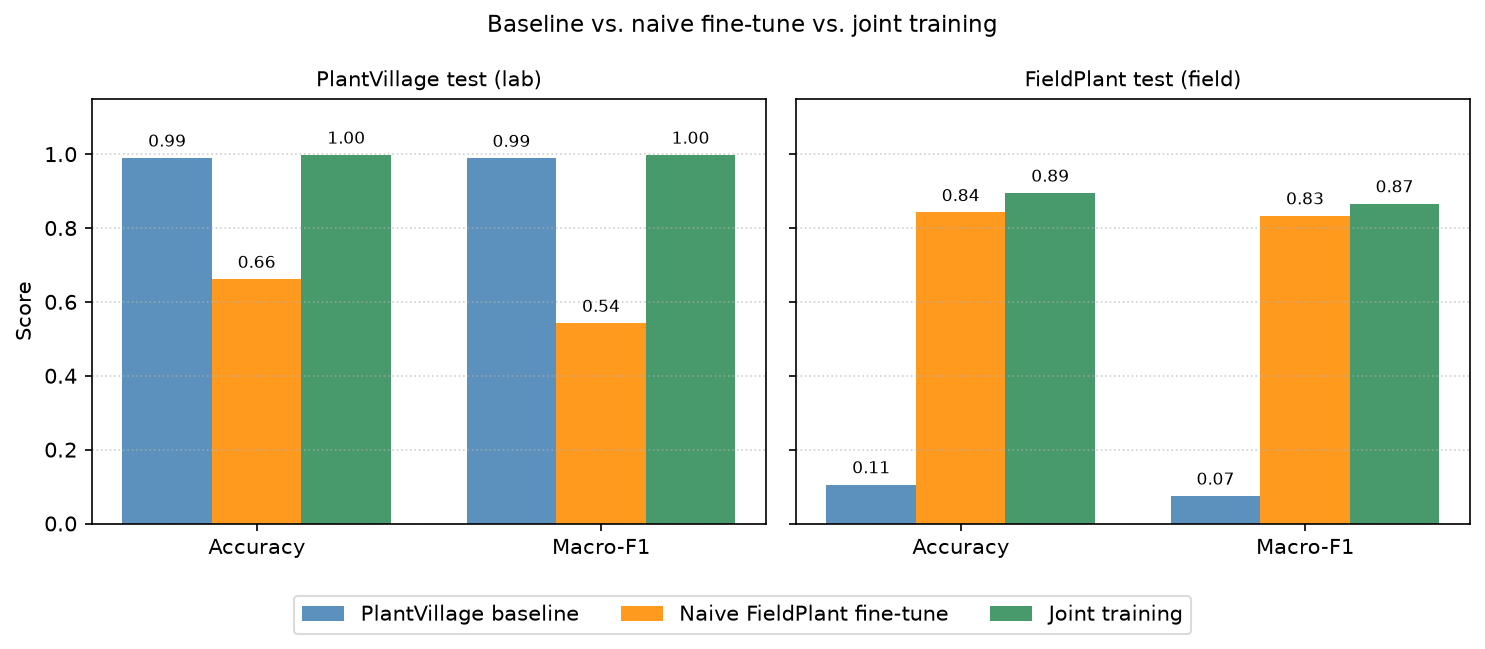 Baseline vs. naive fine-tune vs. joint training
PlantVillage test (lab)
Score
1.0
0.8
0.6
0.4
0.2
0.0
0.99
0.66
1.00
0.99
0.54
1.00
Accuracy
Macro-F1
FieldPlant test (field)
0.11
0.84
0.89
0.07
0.83
0.87
Accuracy
Macro-F1
PlantVillage baseline
Naive FieldPlant fine-tune
Joint training